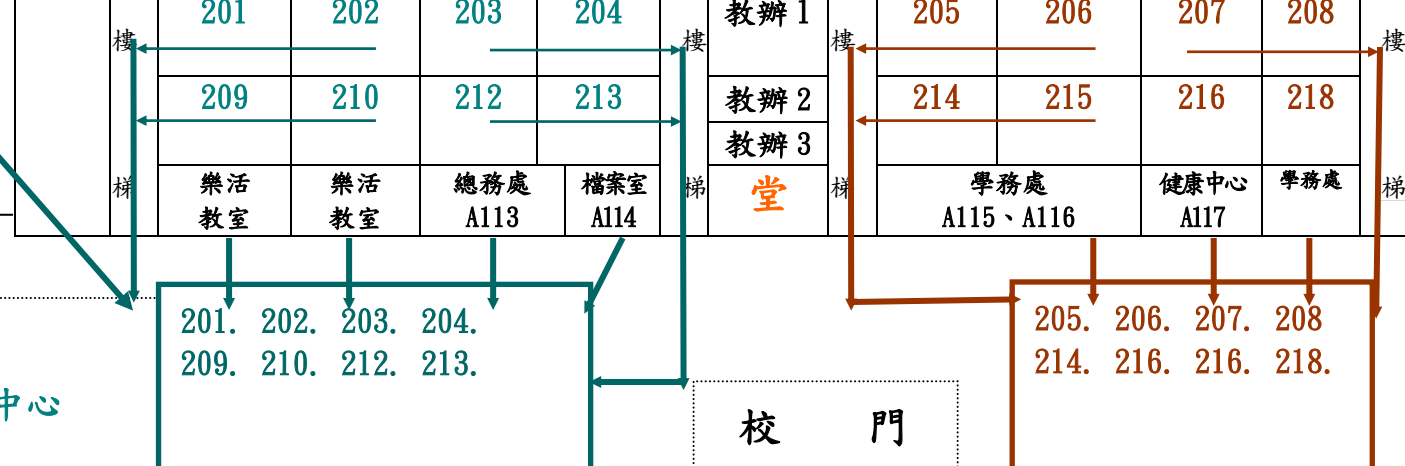 201 202 203 204 教辦1 205 206 207 208
樓 樓 樓 樓
209 210 212 213 教辦2 214 215 216 218
教辦3
梯 樂活 樂活 總務處 檔案室 梯 堂 梯 學務處 健康中心 學務處 梯
教室 教室 A113 A114 A115、A116 A117
201. 202. 203. 204. 205. 206. 207. 208
209. 210. 212. 213. 214. 216. 216. 218.
中心 校門